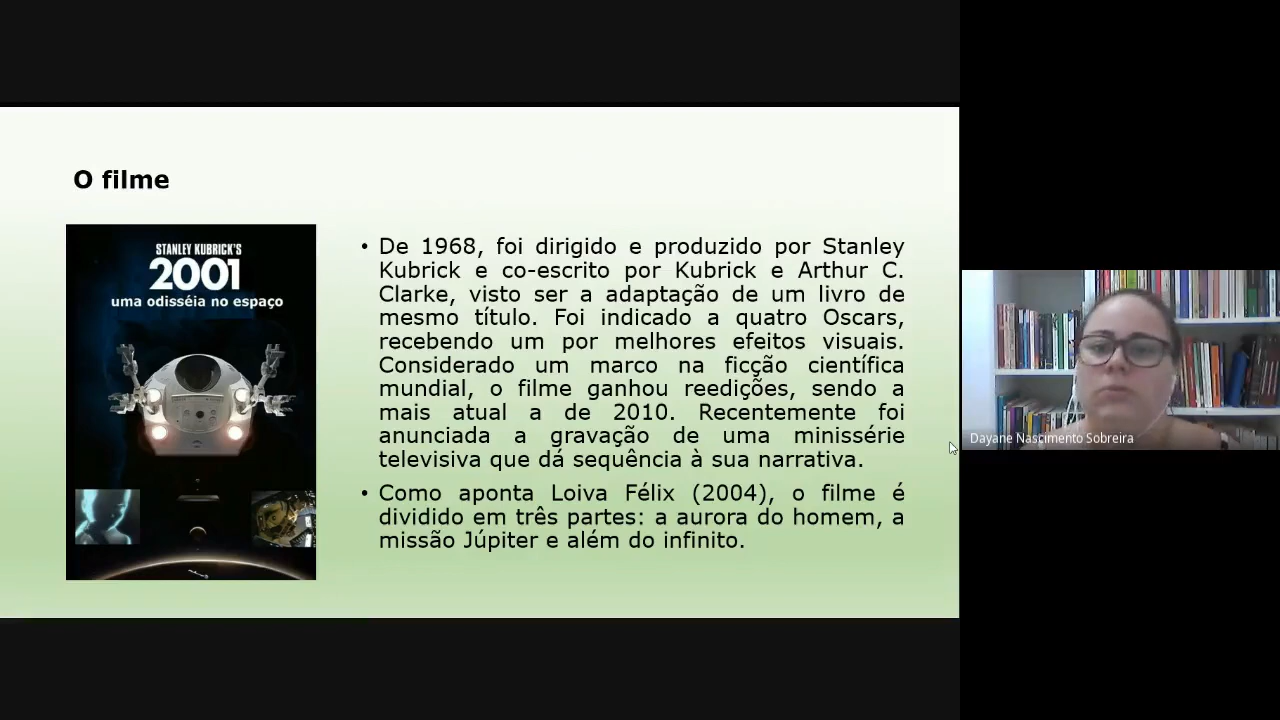 O filme
STANLEY KUBRICK'S
2001
uma odisséia no espaço
• De 1968, foi dirigido e produzido por Stanley
Kubrick e co-escrito por Kubrick e Arthur C.
Clarke, visto ser a adaptação de um livro de
mesmo título. Foi indicado a quatro Oscars,
recebendo um por melhores efeitos visuais.
Considerado um marco na ficção científica
mundial, o filme ganhou reedições, sendo a
mais atual a de 2010. Recentemente foi
anunciada a gravação de uma minissérie
televisiva que dá sequência à sua narrativa.
• Como aponta Loiva Félix (2004), o filme é
dividido em três partes: a aurora do homem, a
missão Júpiter e além do infinito.
Dayane Nascimento Sobreira